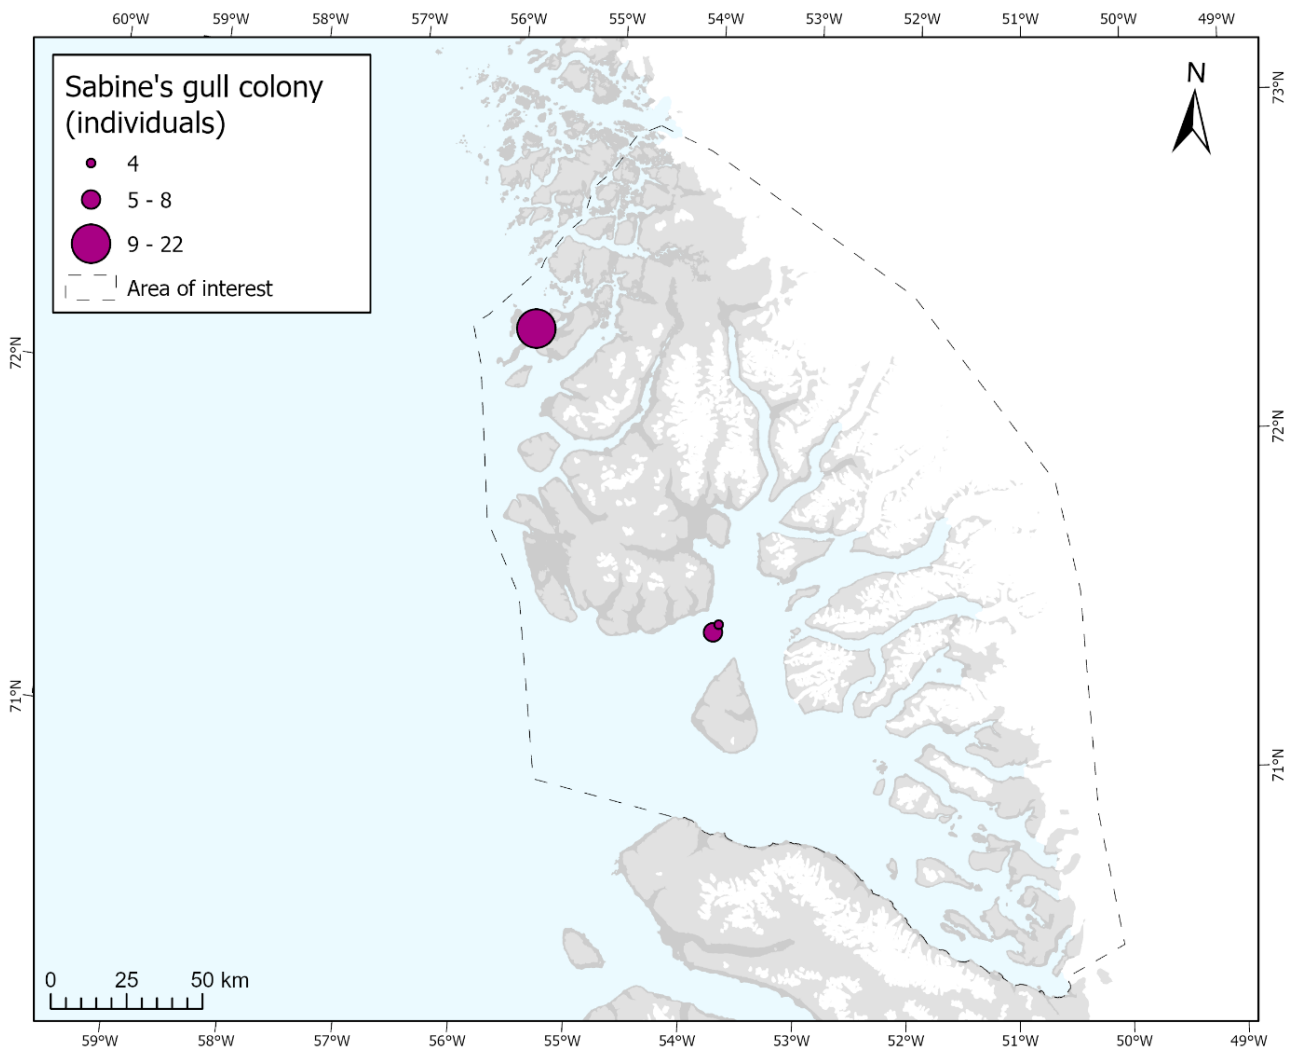 60°W 59°W 58°W 57°W 56°W 55°W 54°W 53°W 52°W 51°W 50°W 49°W
Sabine's gull colony
(individuals)
4
5 - 8
9 - 22
Area of interest
N
73°N
72°N
72°N
71°N
71°N
0 25 50 km
59°W 58°W 57°W 56°W 55°W 54°W 53°W 52°W 51°W 50°W 49°W